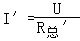 I′ = U / R总′